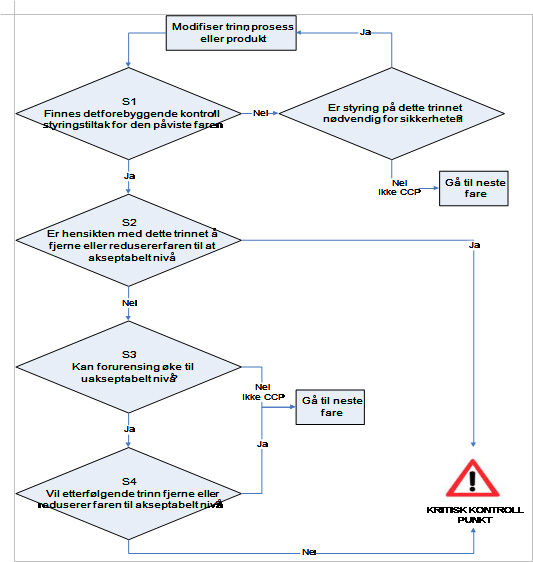 Modifiser trinn, prosess
eller produkt
Ja
S1
Finnes det forebyggende kontroll/
styringstiltak for den påviste faren
Nei
Er styring på dette trinnet
nødvendig for sikkerheten?
Ja
Nei
Ikke CCP
Gå til neste
fare
S2
Er hensikten med dette trinnet å
fjerne eller redusere faren til at
akseptabelt nivå
Ja
Nei
S3
Kan forurensing øke til
uakseptabelt nivå?
Nei
Ikke CCP
Gå til neste
fare
Ja
Ja
S4
Vil etterfølgende trinn fjerne eller
redusere faren til akseptabelt nivå
KRITISK KONTROLL
PUNKT
Nei